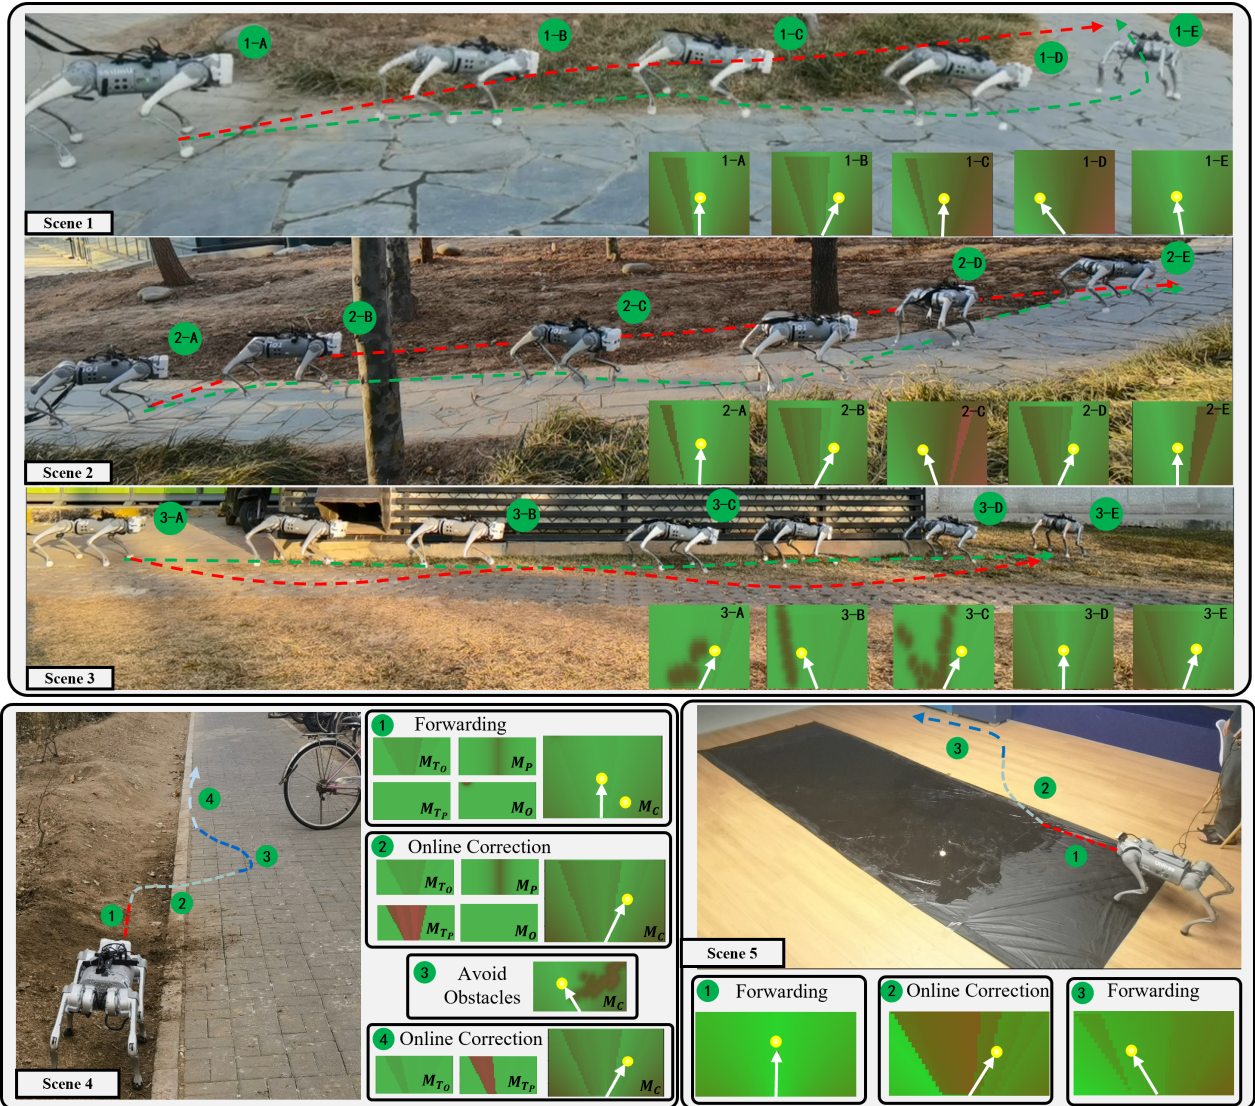 1-A
1-B
1-C
1-D
1-E
1-A
1-B
1-C
1-D
1-E
Scene 1
2-A
2-B
2-C
2-D
2-E
2-A
2-B
2-C
2-D
2-E
Scene 2
3-A
3-B
3-C
3-D
3-E
3-A
3-B
3-C
3-D
3-E
Scene 3
1
2
3
4
Scene 4
1 Forwarding
M_{T_O}
M_P
M_{T_P}
M_O
M_C
2 Online Correction
M_{T_O}
M_P
M_{T_P}
M_O
M_C
3 Avoid
Obstacles
M_C
4 Online Correction
M_{T_O}
M_{T_P}
M_C
3
2
1
Scene 5
1 Forwarding
2 Online Correction
3 Forwarding